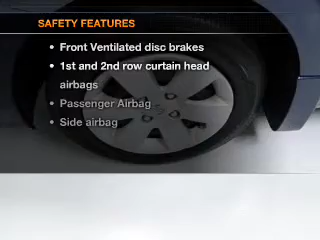 SAFETY FEATURES
• Front Ventilated disc brakes
• 1st and 2nd row curtain head
airbags
• Passenger Airbag
• Side airbag